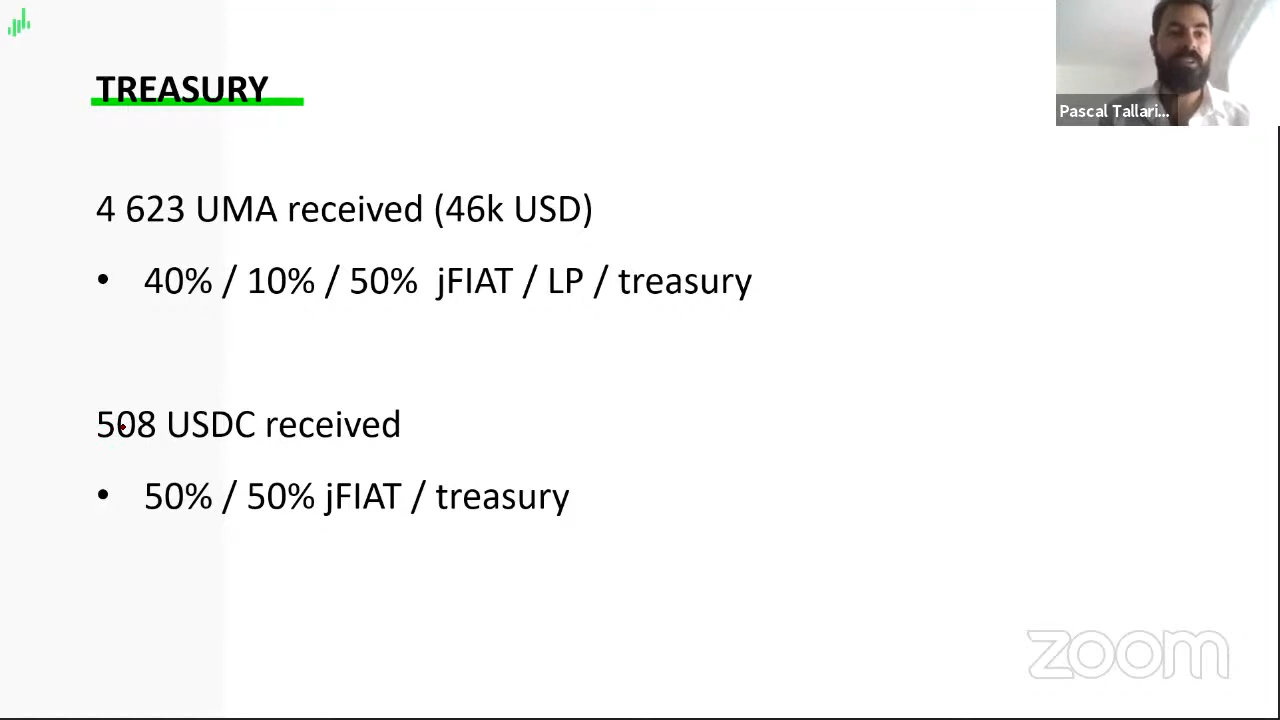 TREASURY
Pascal Tallari...
4 623 UMA received (46k USD)
• 40% / 10% / 50% jFIAT / LP / treasury
508 USDC received
• 50% / 50% jFIAT / treasury
zoom